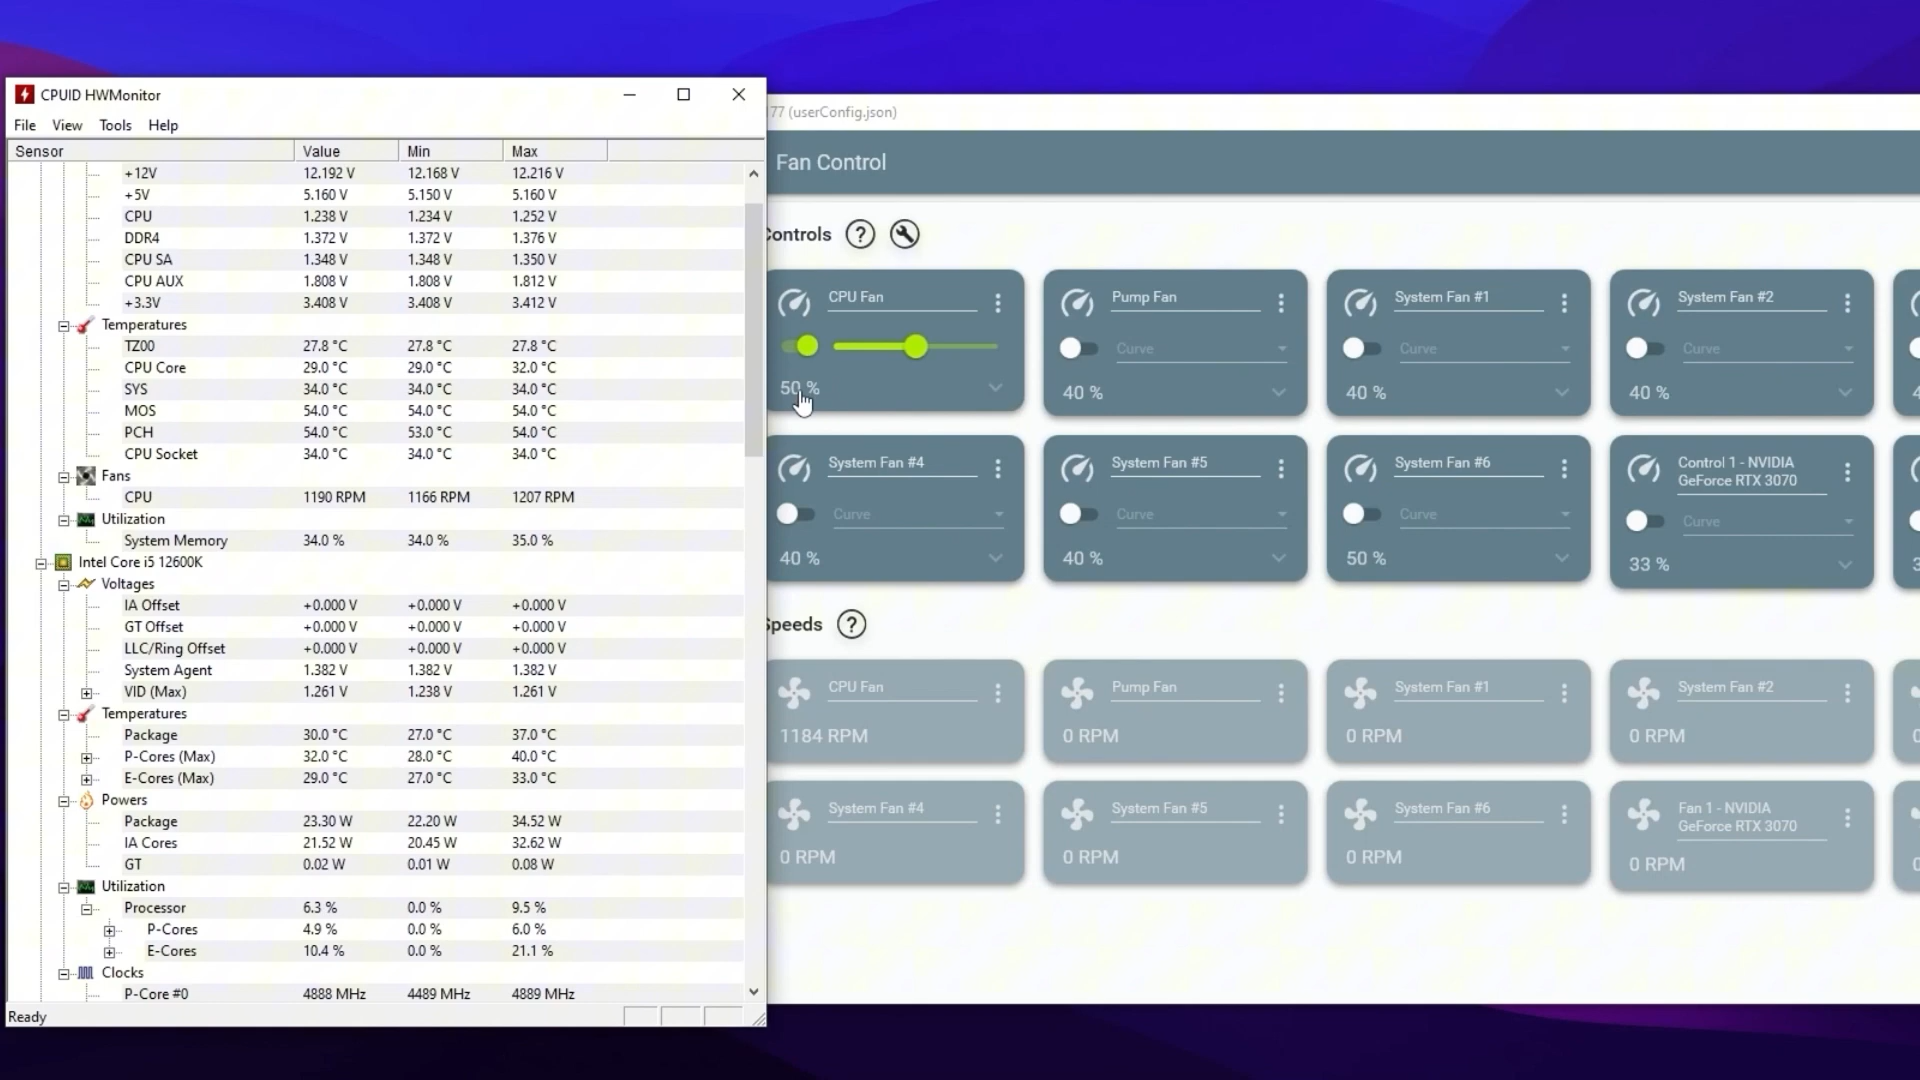 CPUID HWMonitor
File View Tools Help
Sensor Value Min Max
+12V 12.192 V 12.168 V 12.216 V
+5V 5.160 V 5.150 V 5.160 V
CPU 1.238 V 1.234 V 1.252 V
DDR4 1.372 V 1.372 V 1.376 V
CPU SA 1.348 V 1.348 V 1.350 V
CPU AUX 1.808 V 1.808 V 1.812 V
+3.3V 3.408 V 3.408 V 3.412 V
Temperatures
TZ00 27.8 °C 27.8 °C 27.8 °C
CPU Core 29.0 °C 29.0 °C 32.0 °C
SYS 34.0 °C 34.0 °C 34.0 °C
MOS 54.0 °C 54.0 °C 54.0 °C
PCH 54.0 °C 53.0 °C 54.0 °C
CPU Socket 34.0 °C 34.0 °C 34.0 °C
Fans
CPU 1190 RPM 1166 RPM 1207 RPM
Utilization
System Memory 34.0 % 34.0 % 35.0 %
Intel Core i5 12600K
Voltages
IA Offset +0.000 V +0.000 V +0.000 V
GT Offset +0.000 V +0.000 V +0.000 V
LLC/Ring Offset +0.000 V +0.000 V +0.000 V
System Agent 1.382 V 1.382 V 1.382 V
VID (Max) 1.261 V 1.238 V 1.261 V
Temperatures
Package 30.0 °C 27.0 °C 37.0 °C
P-Cores (Max) 32.0 °C 28.0 °C 40.0 °C
E-Cores (Max) 29.0 °C 27.0 °C 33.0 °C
Powers
Package 23.30 W 22.20 W 34.52 W
IA Cores 21.52 W 20.45 W 32.62 W
GT 0.02 W 0.01 W 0.08 W
Utilization
Processor 6.3 % 0.0 % 9.5 %
P-Cores 4.9 % 0.0 % 6.0 %
E-Cores 10.4 % 0.0 % 21.1 %
Clocks
P-Core #0 4888 MHz 4489 MHz 4889 MHz
Ready
77 (userConfig.json)
Fan Control
Controls ?
CPU Fan Pump Fan System Fan #1 System Fan #2
Curve Curve Curve
50 % 40 % 40 % 40 %
System Fan #4 System Fan #5 System Fan #6 Control 1 - NVIDIA
GeForce RTX 3070
Curve Curve Curve Curve
40 % 40 % 50 % 33 %
Speeds ?
CPU Fan Pump Fan System Fan #1 System Fan #2
1184 RPM 0 RPM 0 RPM 0 RPM
System Fan #4 System Fan #5 System Fan #6 Fan 1 - NVIDIA
GeForce RTX 3070
0 RPM 0 RPM 0 RPM 0 RPM